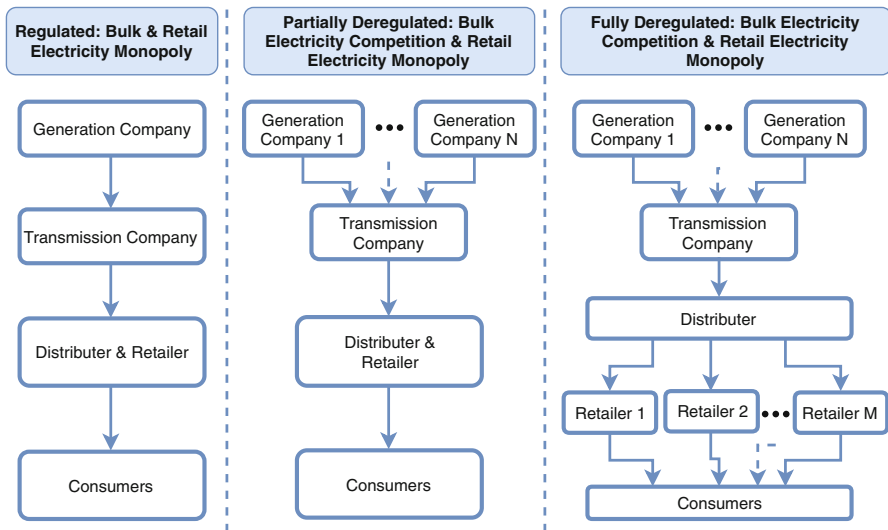 Regulated: Bulk & Retail
Electricity Monopoly
Generation Company
Transmission Company
Distributer & Retailer
Consumers
Partially Deregulated: Bulk
Electricity Competition & Retail
Electricity Monopoly
Generation
Company 1
Generation
Company N
Transmission
Company
Distributer &
Retailer
Consumers
Fully Deregulated: Bulk Electricity
Competition & Retail Electricity
Monopoly
Generation
Company 1
Generation
Company N
Transmission
Company
Distributer
Retailer 1
Retailer 2
Retailer M
Consumers